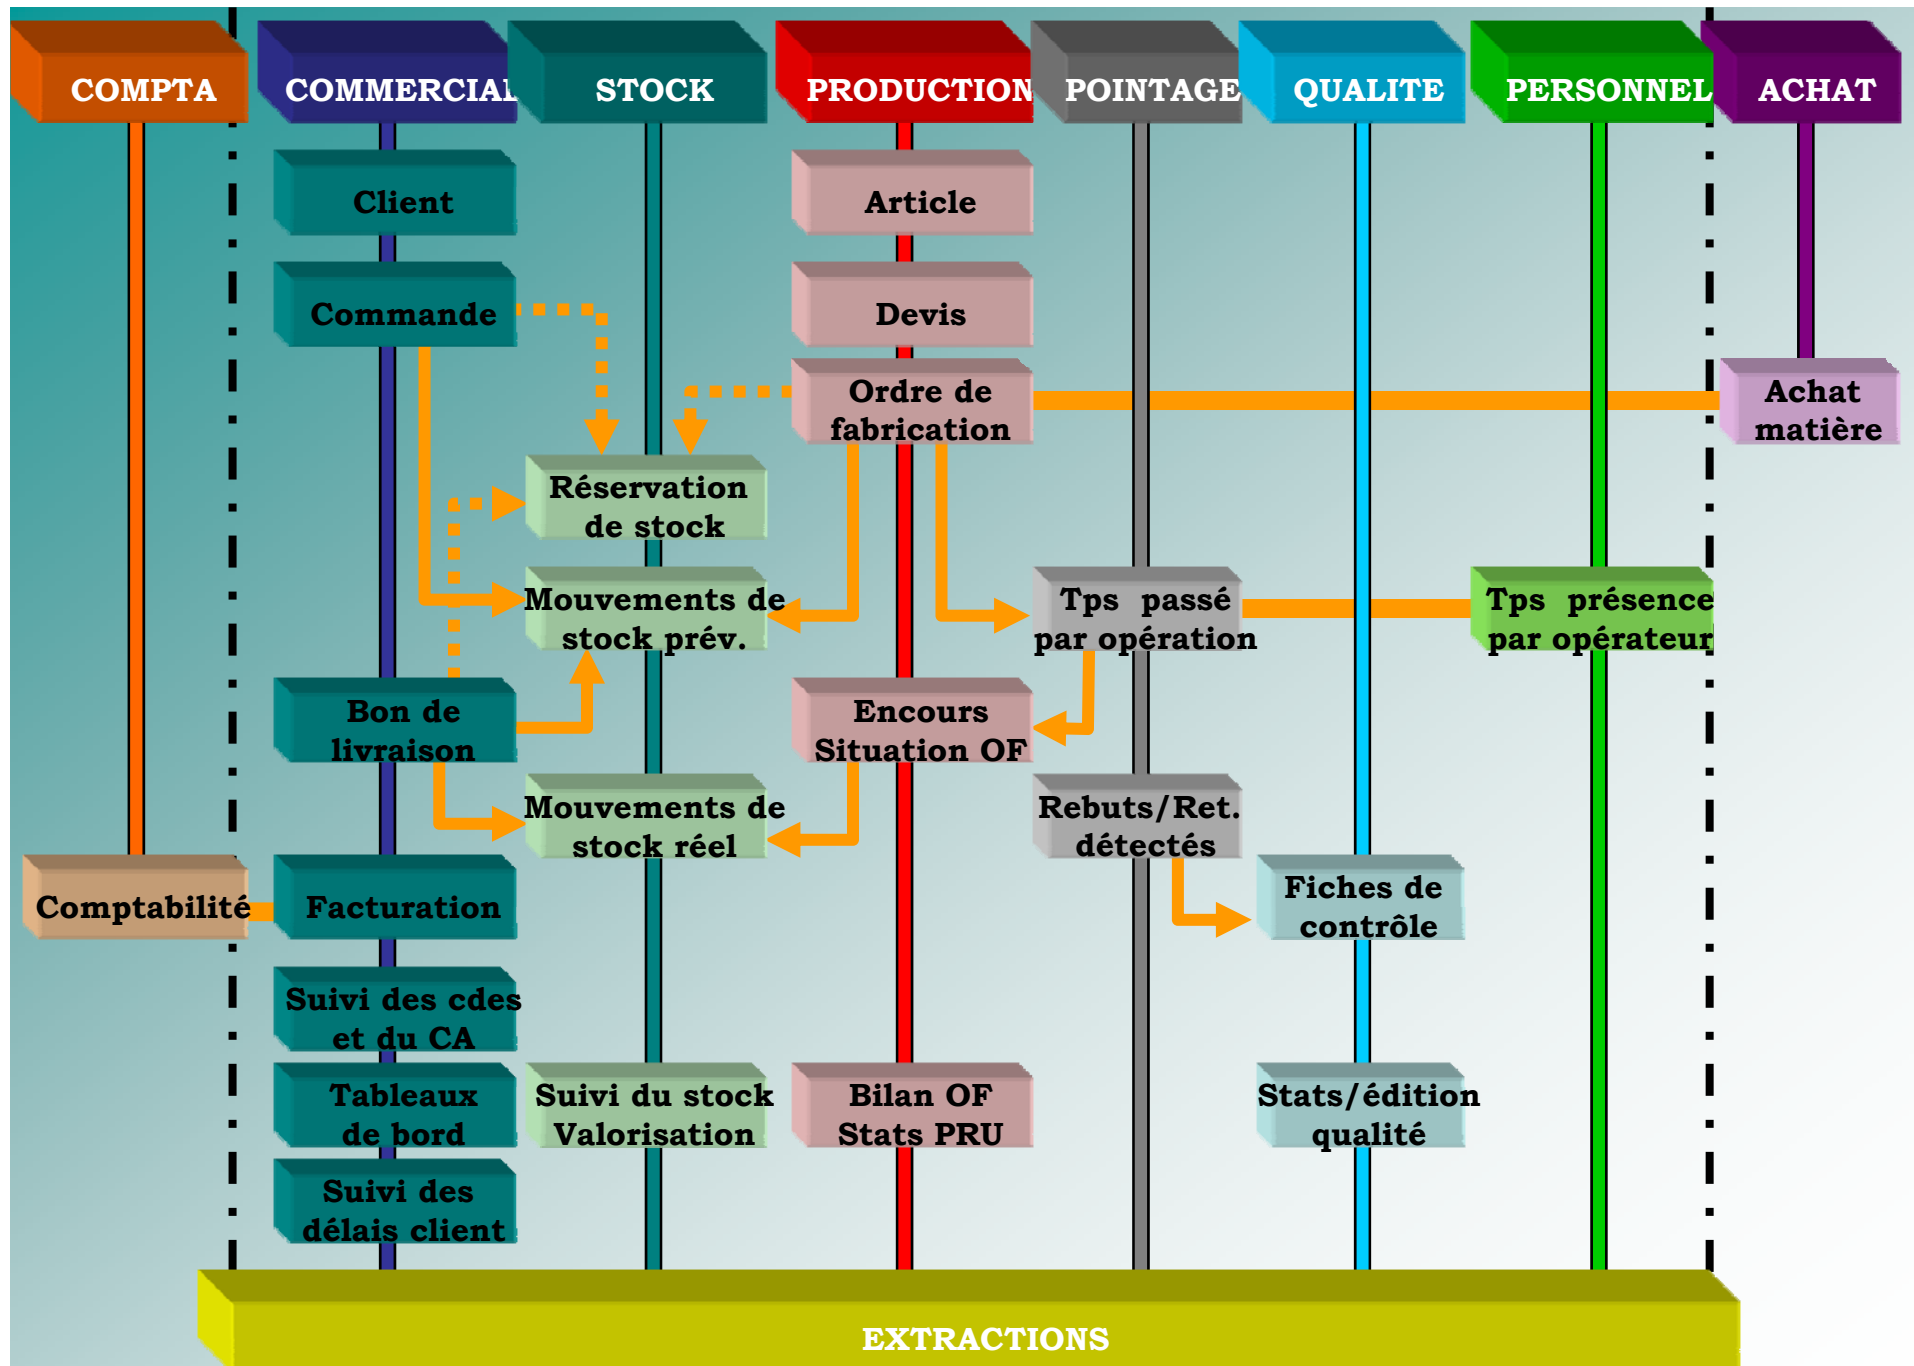 COMPTA
COMMERCIAL
STOCK
PRODUCTION
POINTAGE
QUALITE
PERSONNEL
ACHAT
Client
Article
Commande
Devis
Ordre de
fabrication
Achat
matière
Réservation
de stock
Mouvements de
stock prév.
Tps passé
par opération
Tps présence
par opérateur
Bon de
livraison
Encours
Situation OF
Mouvements de
stock réel
Rebuts/Ret.
détectés
Comptabilité
Facturation
Fiches de
contrôle
Suivi des cdes
et du CA
Tableaux
de bord
Suivi du stock
Valorisation
Bilan OF
Stats PRU
Stats/édition
qualité
Suivi des
délais client
EXTRACTIONS